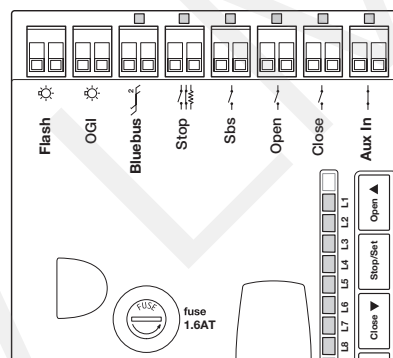 Flash
OGI
Bluebus
2
Stop
Sbs
Open
Close
Aux In
L1
L2
L3
L4
L5
L6
L7
L8
Open ▲
Stop/Set
Close ▼
FUSE
fuse
1.6AT